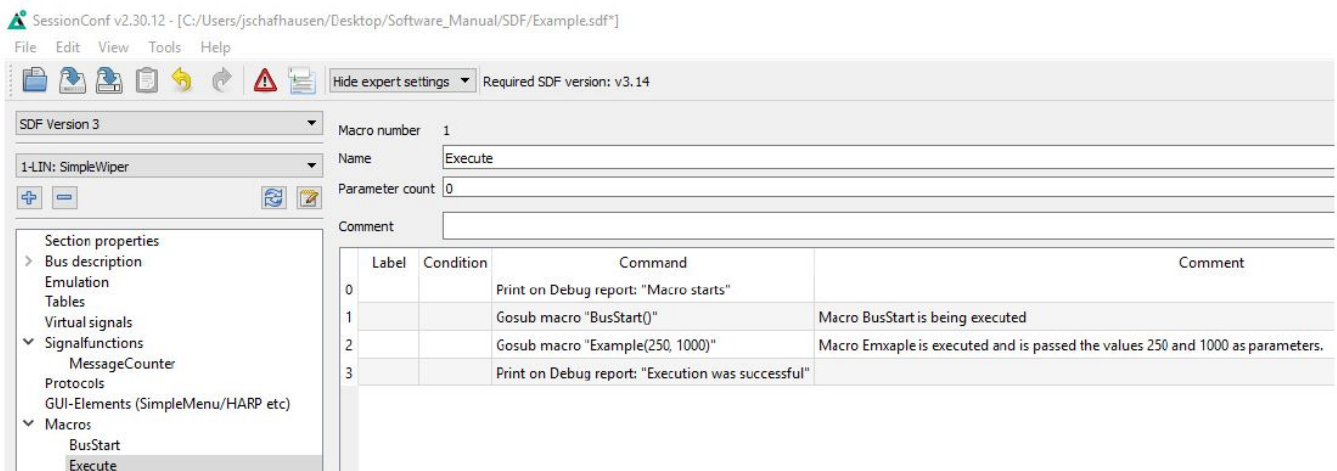 SessionConf v2.30.12 - [C:/Users/jschafhausen/Desktop/Software_Manual/SDF/Example.sdf*]
File Edit View Tools Help
Hide expert settings Required SDF version: v3.14
SDF Version 3
1-LIN: SimpleWiper
Section properties
Bus description
Emulation
Tables
Virtual signals
Signalfunctions
MessageCounter
Protocols
GUI-Elements (SimpleMenu/HARP etc)
Macros
BusStart
Execute
Macro number 1
Name Execute
Parameter count 0
Comment
Label Condition Command Comment
0 Print on Debug report: "Macro starts"
1 Gosub macro "BusStart()" Macro BusStart is being executed
2 Gosub macro "Example(250, 1000)" Macro Emxaple is executed and is passed the values 250 and 1000 as parameters.
3 Print on Debug report: "Execution was successful"